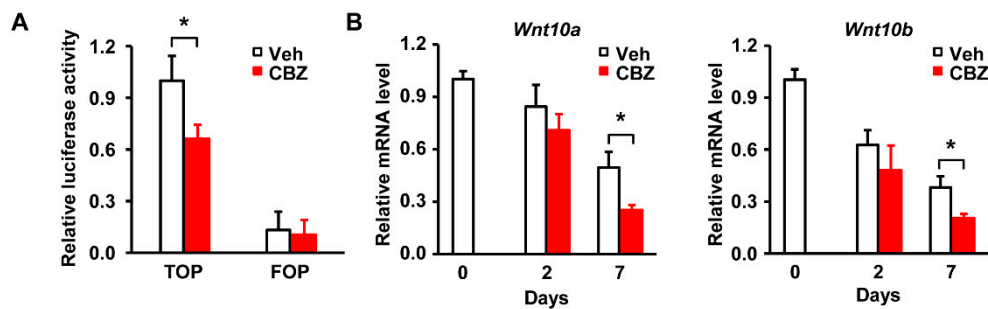 A
Relative luciferase activity
1.2
0.9
0.6
0.3
0.0
*
Veh
CBZ
TOP
FOP
B
Wnt10a
Relative mRNA level
1.2
0.9
0.6
0.3
0.0
Veh
CBZ
*
0
2
7
Days
Wnt10b
Relative mRNA level
1.2
0.9
0.6
0.3
0.0
Veh
CBZ
*
0
2
7
Days